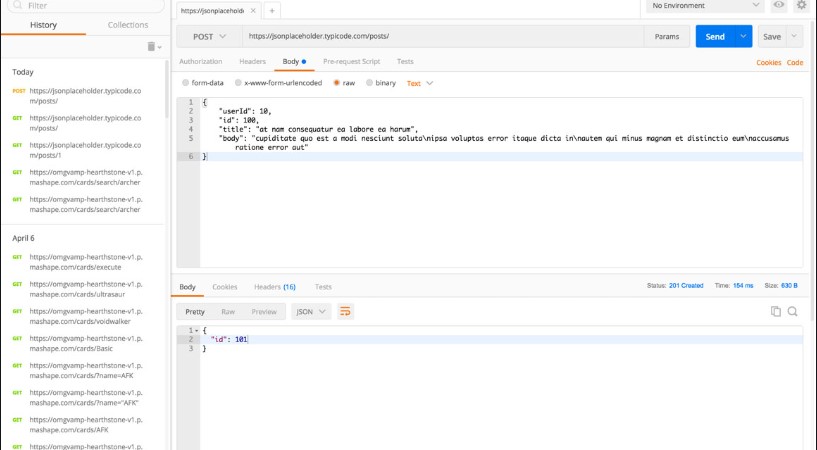 Filter
https://jsonplaceholde
No Environment
History
Collections
POST
https://jsonplaceholder.typicode.com/posts/
Params
Send
Save
Authorization
Headers
Body
Pre-request Script
Tests
Cookies
Code
form-data
x-www-form-urlencoded
raw
binary
Text
Today
POST https://jsonplaceholder.typicode.co
m/posts/
GET https://jsonplaceholder.typicode.co
m/posts/
GET https://jsonplaceholder.typicode.co
m/posts/1
GET https://omgvamp-hearthstone-v1.p.
mashape.com/cards/search/archer
GET https://omgvamp-hearthstone-v1.p.
mashape.com/cards/search/archer
April 6
GET https://omgvamp-hearthstone-v1.p.
mashape.com/cards/execute
GET https://omgvamp-hearthstone-v1.p.
mashape.com/cards/ultrasaur
GET https://omgvamp-hearthstone-v1.p.
mashape.com/cards/voidwalker
GET https://omgvamp-hearthstone-v1.p.
mashape.com/cards/Basic
GET https://omgvamp-hearthstone-v1.p.
mashape.com/cards/?name=AFK
GET https://omgvamp-hearthstone-v1.p.
mashape.com/cards/?name="AFK"
GET https://omgvamp-hearthstone-v1.p.
mashape.com/cards/AFK
GET https://omgvamp-hearthstone-v1.p.
1 {
2 "userId": 10,
3 "id": 100,
4 "title": "at nam consequatur ea labore ea harum",
5 "body": "cupiditate quo est a modi nesciunt soluta\nipsa voluptas error itaque dicta in\nautem qui minus magnam et distinctio eum\naccusamus
ratione error aut"
6 }
Body
Cookies
Headers (16)
Tests
Status: 201 Created
Time: 154 ms
Size: 630 B
Pretty
Raw
Preview
JSON
1 {
2 "id": 101
3 }